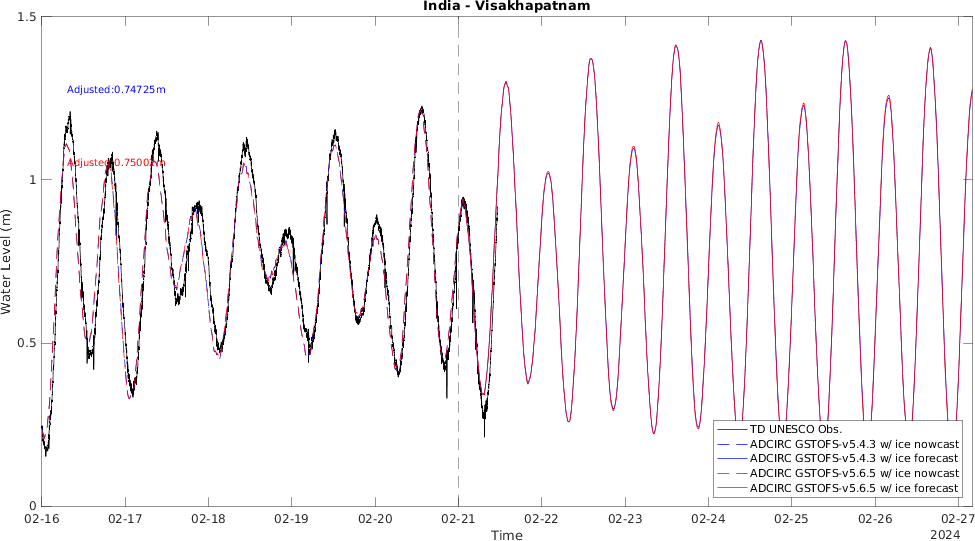 India - Visakhapatnam
1.5
Adjusted:0.74725m
Adjusted:0.75002m
1
Water Level (m)
0.5
0
02-16
02-17
02-18
02-19
02-20
02-21
02-22
02-23
02-24
02-25
02-26
02-27
Time
2024
TD UNESCO Obs.
ADCIRC GSTOFS-v5.4.3 w/ ice nowcast
ADCIRC GSTOFS-v5.4.3 w/ ice forecast
ADCIRC GSTOFS-v5.6.5 w/ ice nowcast
ADCIRC GSTOFS-v5.6.5 w/ ice forecast